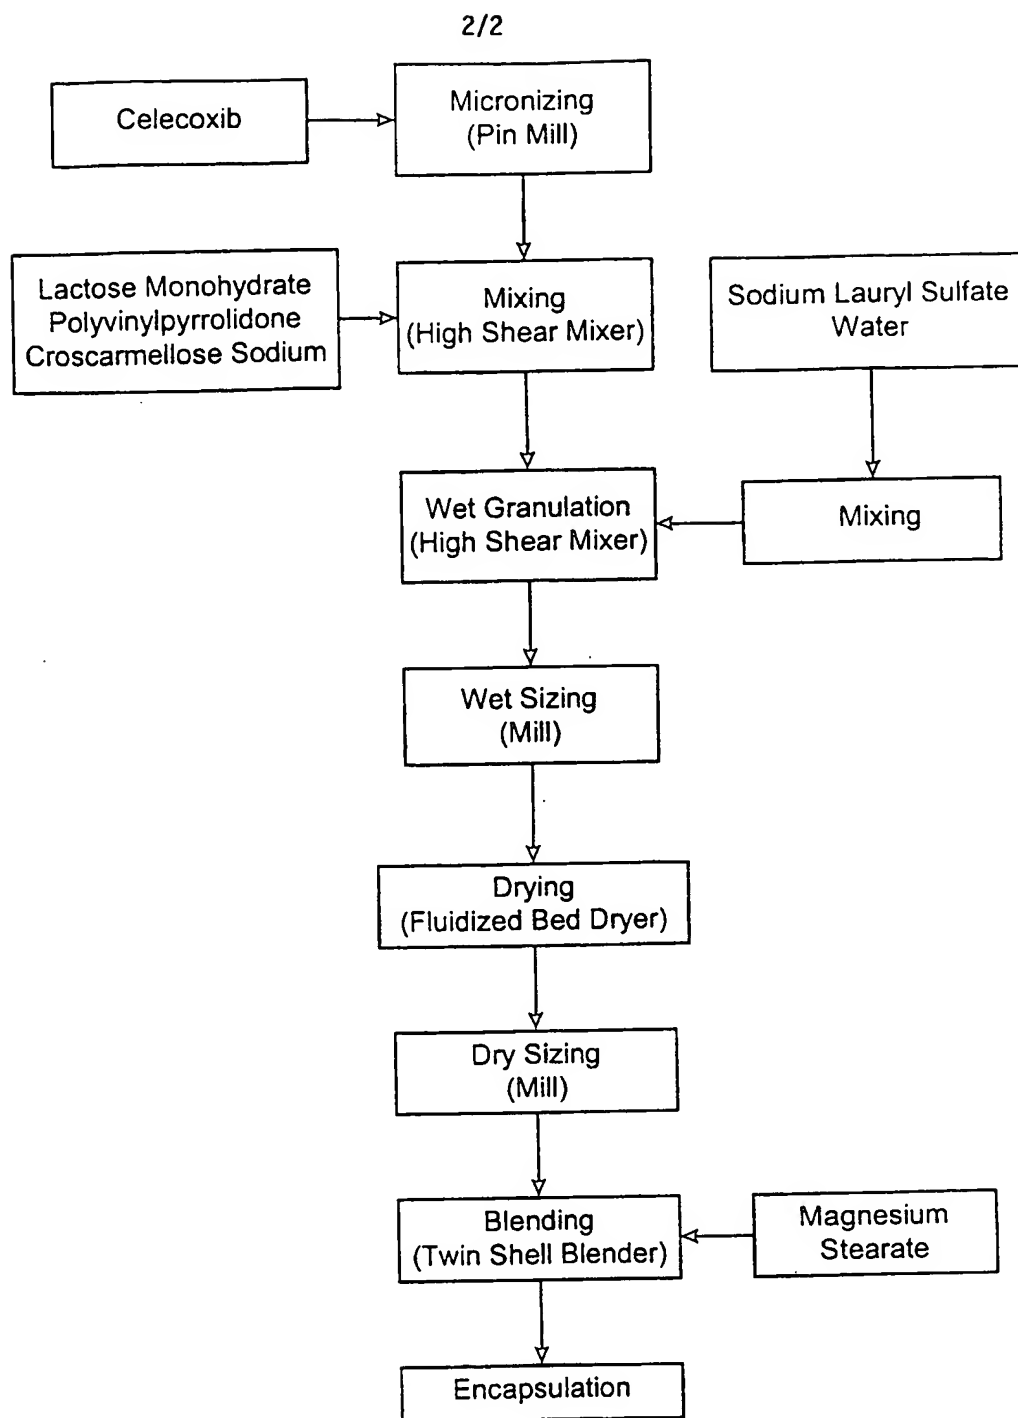 2/2
Celecoxib
Micronizing
(Pin Mill)
Lactose Monohydrate
Polyvinylpyrrolidone
Croscarmellose Sodium
Mixing
(High Shear Mixer)
Sodium Lauryl Sulfate
Water
Wet Granulation
(High Shear Mixer)
Mixing
Wet Sizing
(Mill)
Drying
(Fluidized Bed Dryer)
Dry Sizing
(Mill)
Blending
(Twin Shell Blender)
Magnesium
Stearate
Encapsulation